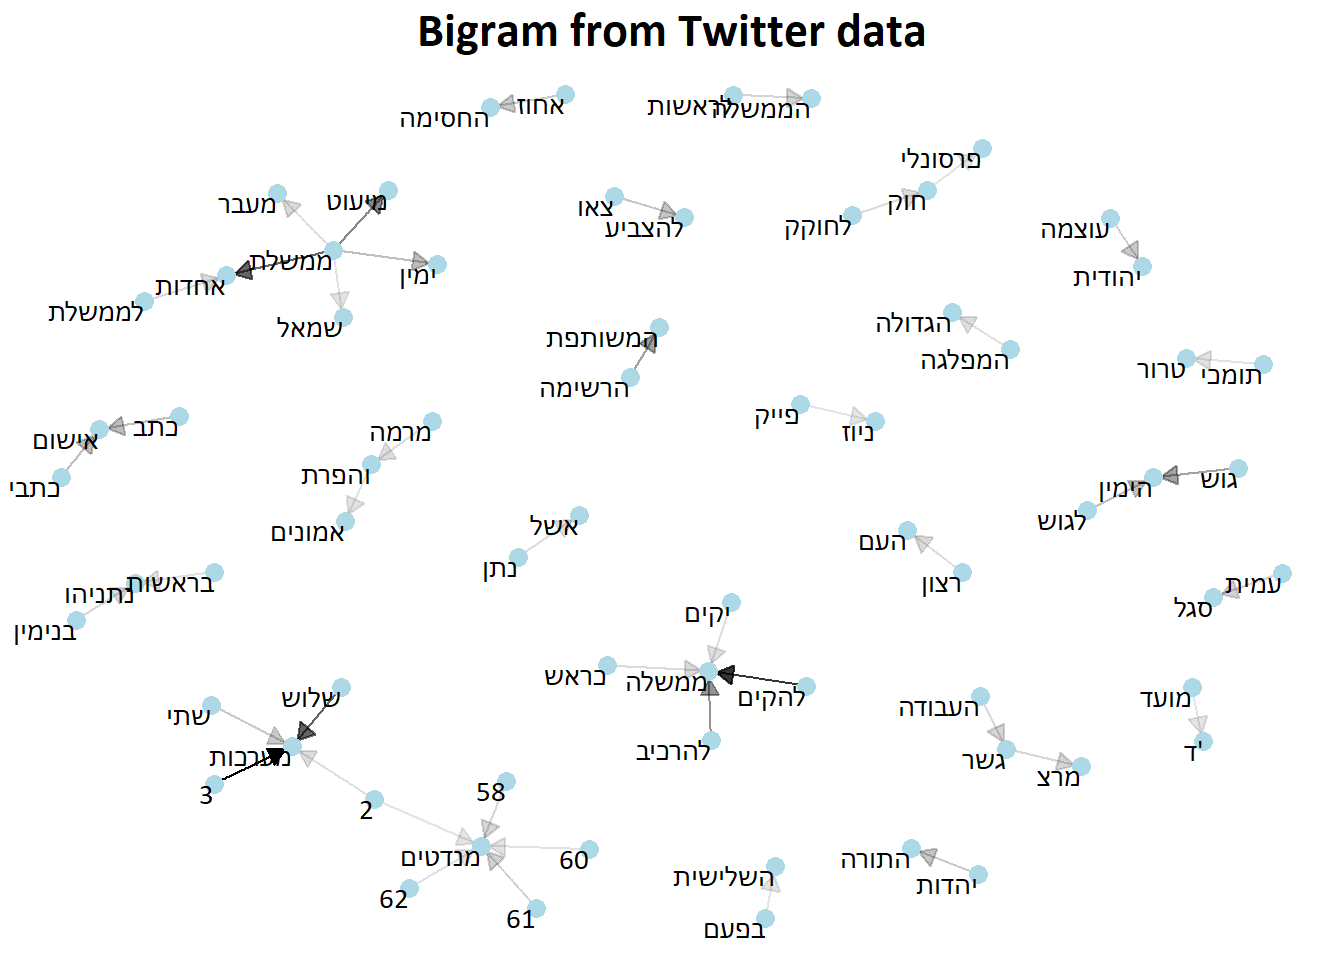 Bigram from Twitter data
אחוז
החסימה
לראשות
הממשלה
פרסונלי
חוק
לחוקק
מעבר
מיעוט
ממשלת
ימין
אחדות
לממשלת
שמאל
צאו
להצביע
עוצמה
יהודית
המשותפת
הרשימה
הגדולה
המפלגה
טרור
תומכי
כתב
אישום
כתבי
מרמה
והפרת
אמונים
פייק
ניוז
גוש
הימין
לגוש
אשל
נתן
העם
רצון
בראשות
נתניהו
בנימין
עמית
סגל
יקים
בראש
ממשלה
להקים
להרכיב
שלוש
שתי
מערכות
3
2
58
מנדטים
60
62
61
העבודה
גשר
מרצ
מועד
ד'
השלישית
בפעם
התורה
יהדות